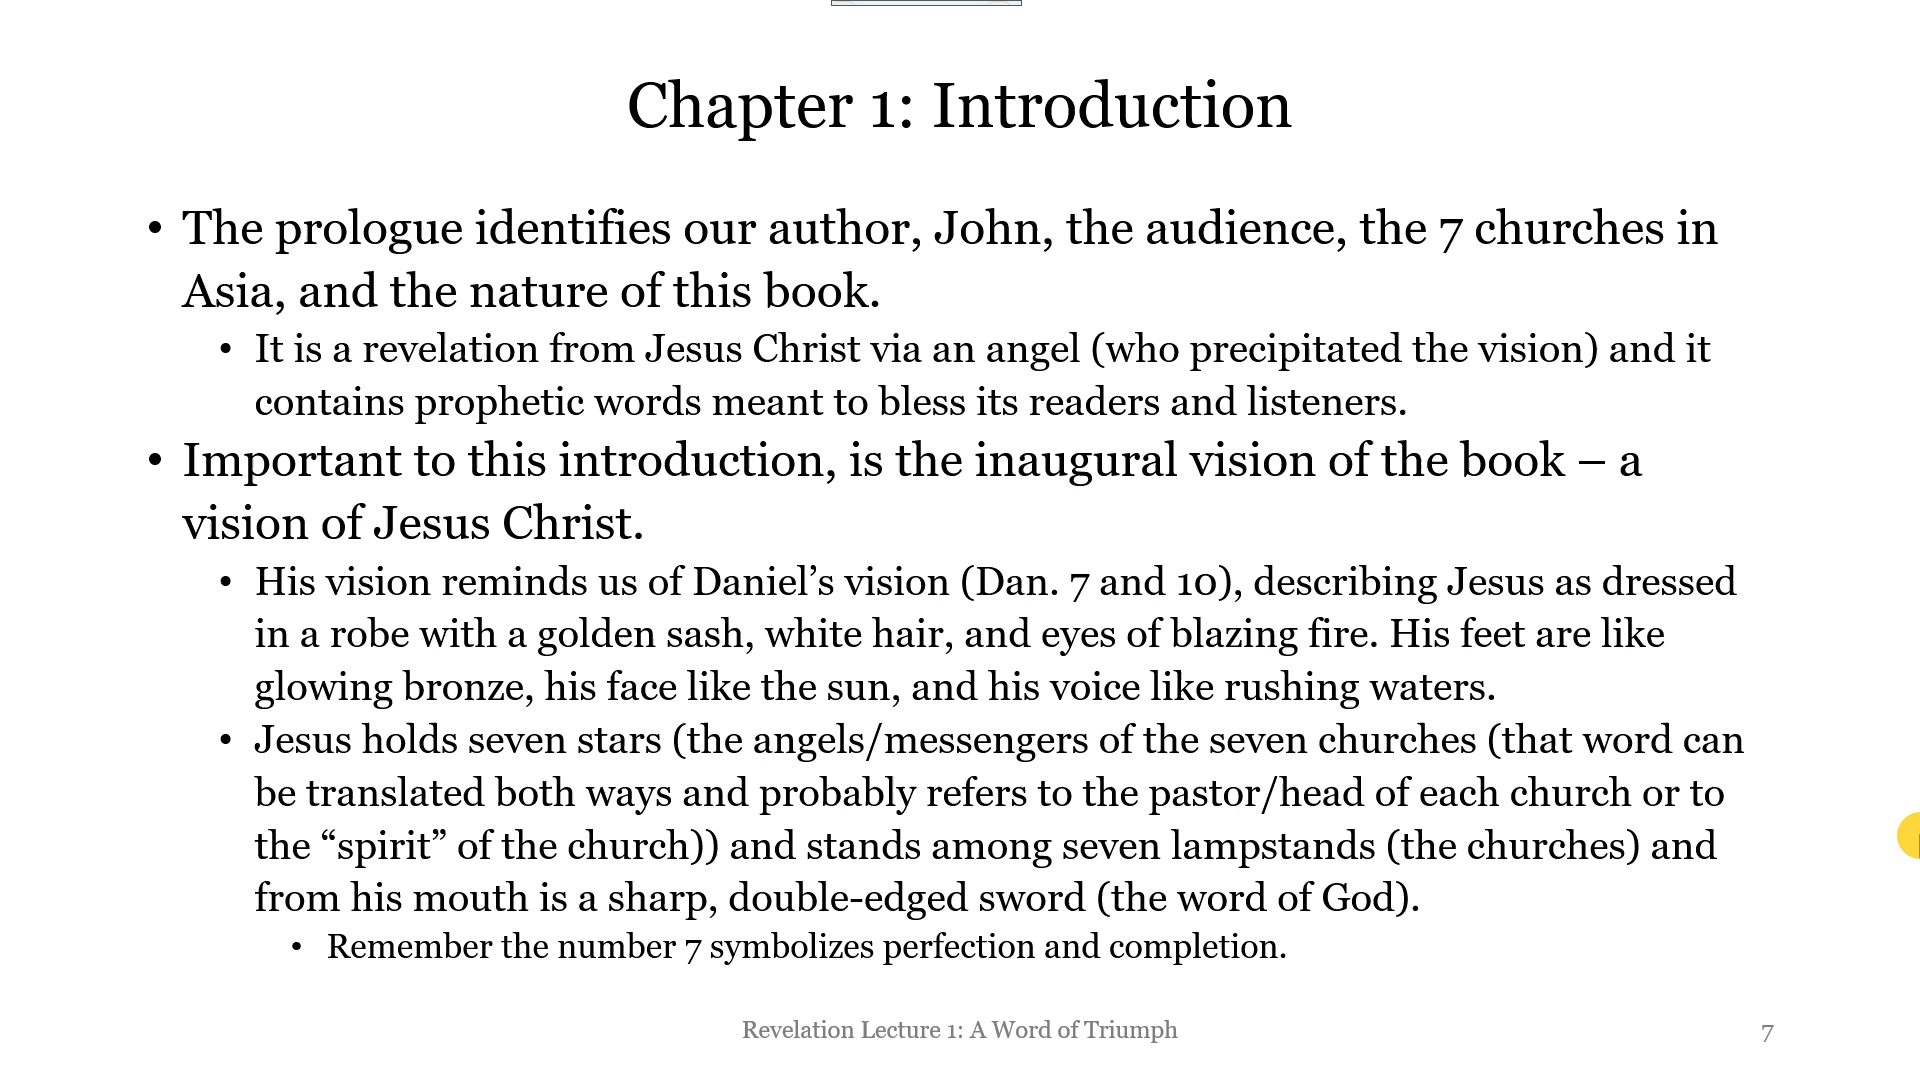 Chapter 1: Introduction
• The prologue identifies our author, John, the audience, the 7 churches in
Asia, and the nature of this book.
• It is a revelation from Jesus Christ via an angel (who precipitated the vision) and it
contains prophetic words meant to bless its readers and listeners.
• Important to this introduction, is the inaugural vision of the book – a
vision of Jesus Christ.
• His vision reminds us of Daniel’s vision (Dan. 7 and 10), describing Jesus as dressed
in a robe with a golden sash, white hair, and eyes of blazing fire. His feet are like
glowing bronze, his face like the sun, and his voice like rushing waters.
• Jesus holds seven stars (the angels/messengers of the seven churches (that word can
be translated both ways and probably refers to the pastor/head of each church or to
the “spirit” of the church)) and stands among seven lampstands (the churches) and
from his mouth is a sharp, double-edged sword (the word of God).
• Remember the number 7 symbolizes perfection and completion.
Revelation Lecture 1: A Word of Triumph
7